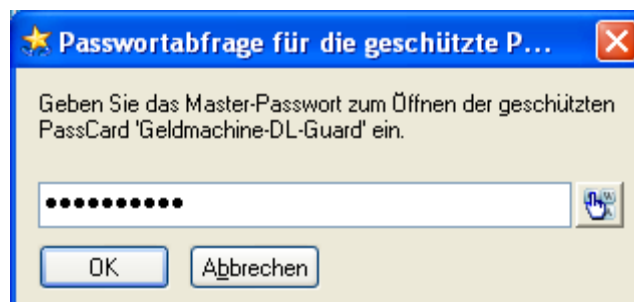 Passwortabfrage für die geschützte P...
Geben Sie das Master-Passwort zum Öffnen der geschützten
PassCard 'Geldmachine-DL-Guard' ein.
••••••••••
OK Abbrechen